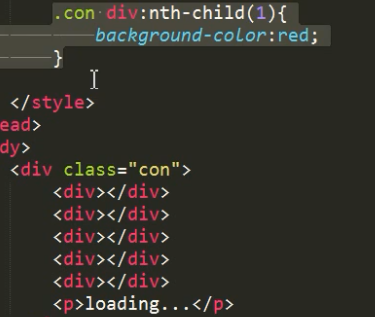 .con div:nth-child(1){
background-color:red;
}
</style>
ead>
dy>
<div class="con">
<div></div>
<div></div>
<div></div>
<div></div>
<div></div>
<p>loading...</p>